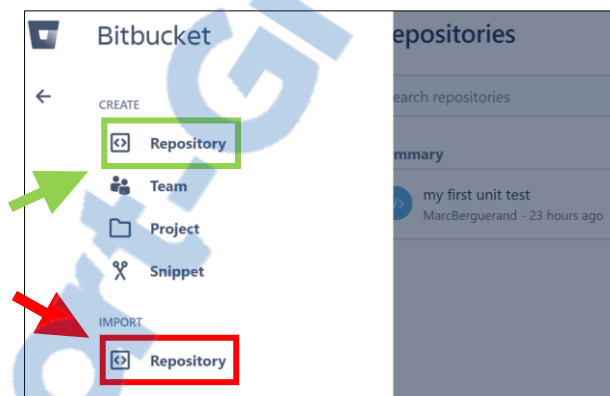 Bitbucket
CREATE
Repository
Team
Project
Snippet
IMPORT
Repository
epositories
earch repositories
mmary
my first unit test
MarcBerguerand - 23 hours ago